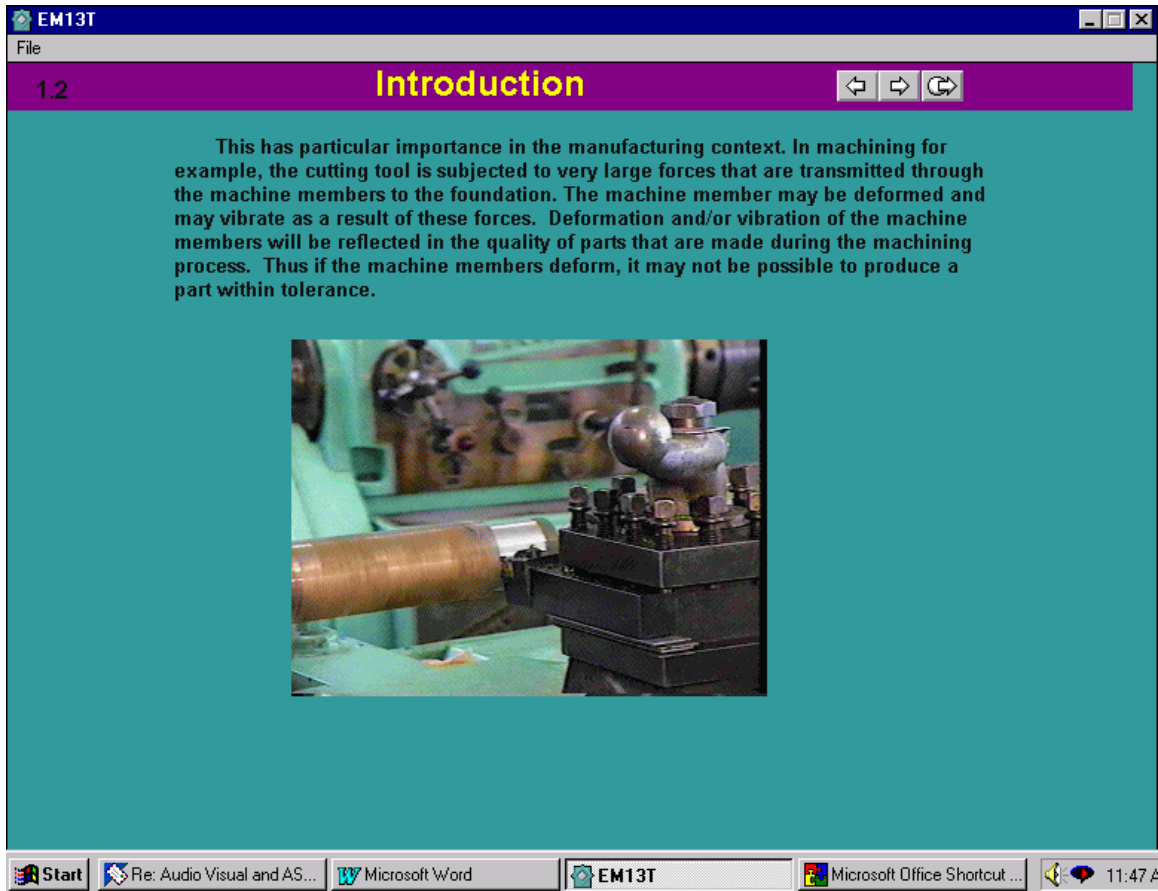 EM13T
File
1.2
Introduction
This has particular importance in the manufacturing context. In machining for
example, the cutting tool is subjected to very large forces that are transmitted through
the machine members to the foundation. The machine member may be deformed and
may vibrate as a result of these forces.  Deformation and/or vibration of the machine
members will be reflected in the quality of parts that are made during the machining
process.  Thus if the machine members deform, it may not be possible to produce a
part within tolerance.
Start
Re: Audio Visual and AS...
Microsoft Word
EM13T
Microsoft Office Shortcut ...
11:47 A